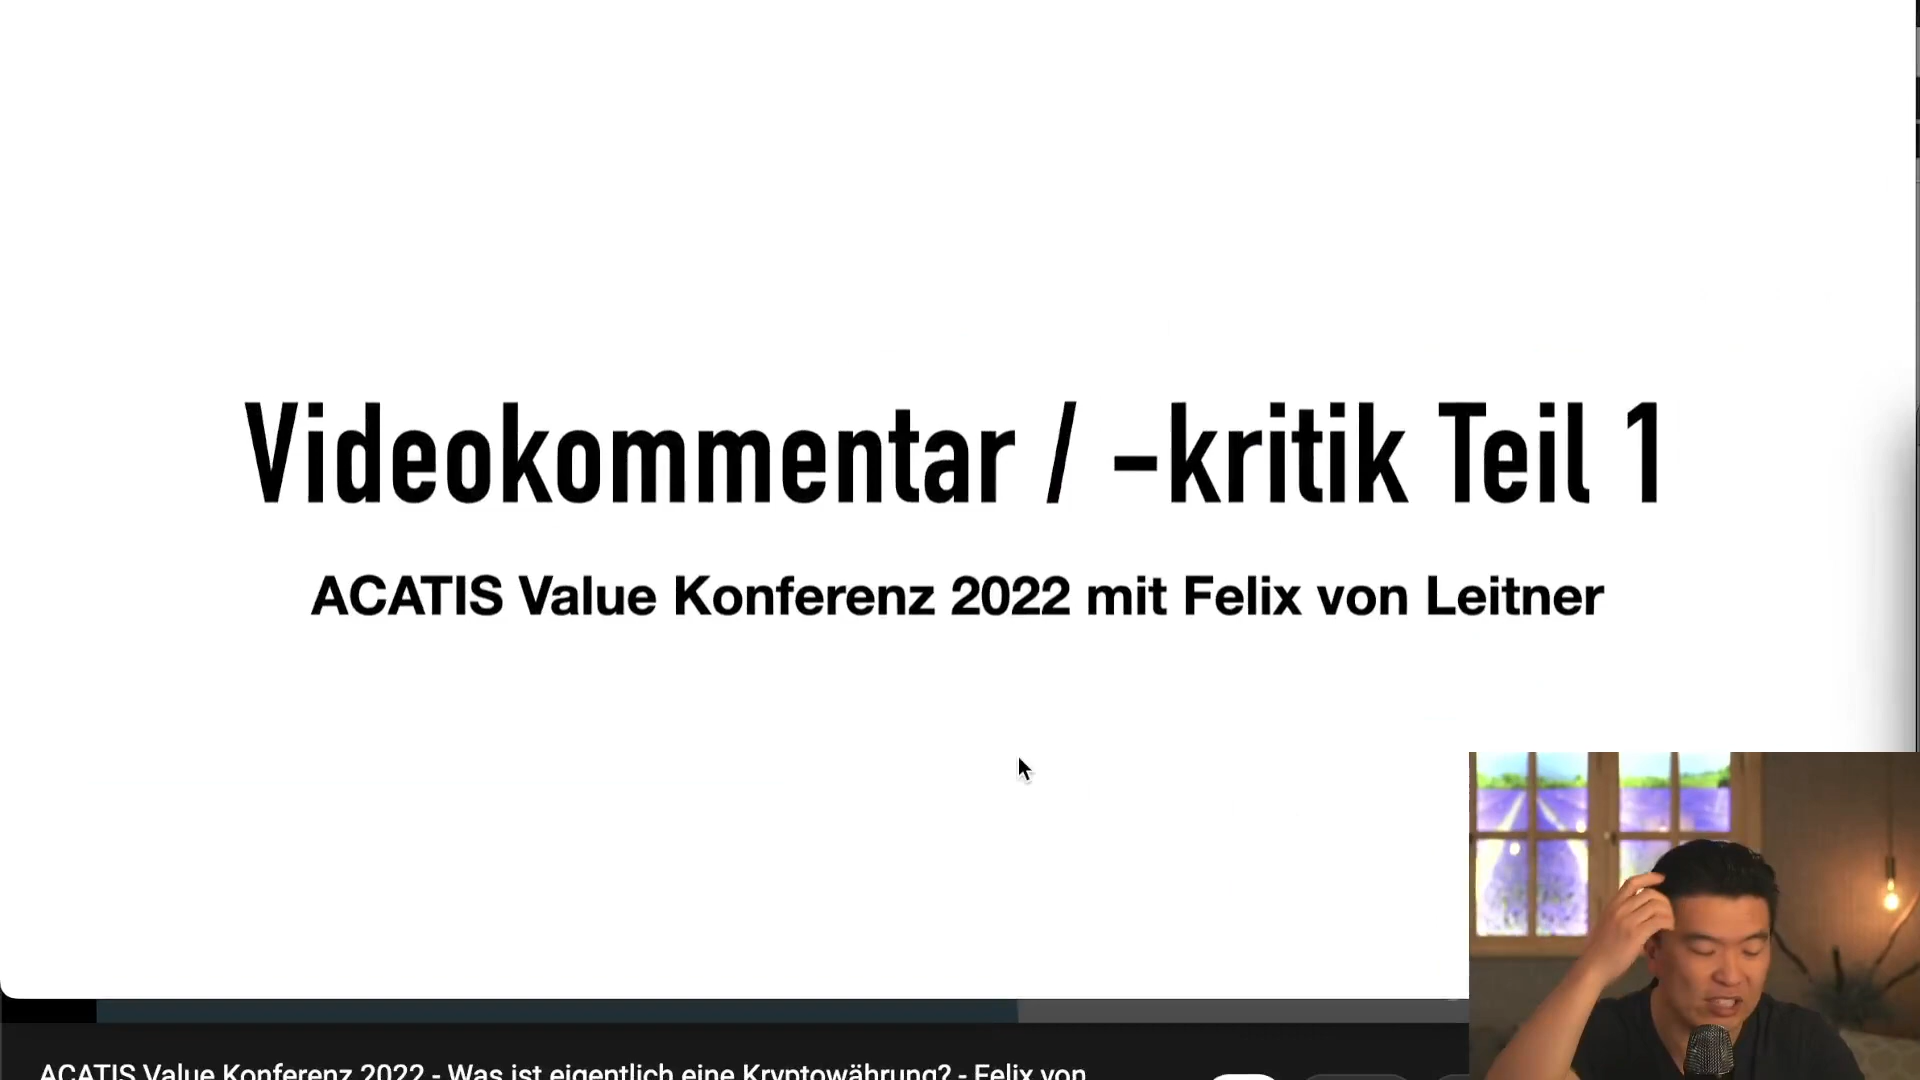 Videokommentar / -kritik Teil 1
ACATIS Value Konferenz 2022 mit Felix von Leitner
ACATIS Value Konferenz 2022 - Was ist eigentlich eine Kryptowährung? - Felix von